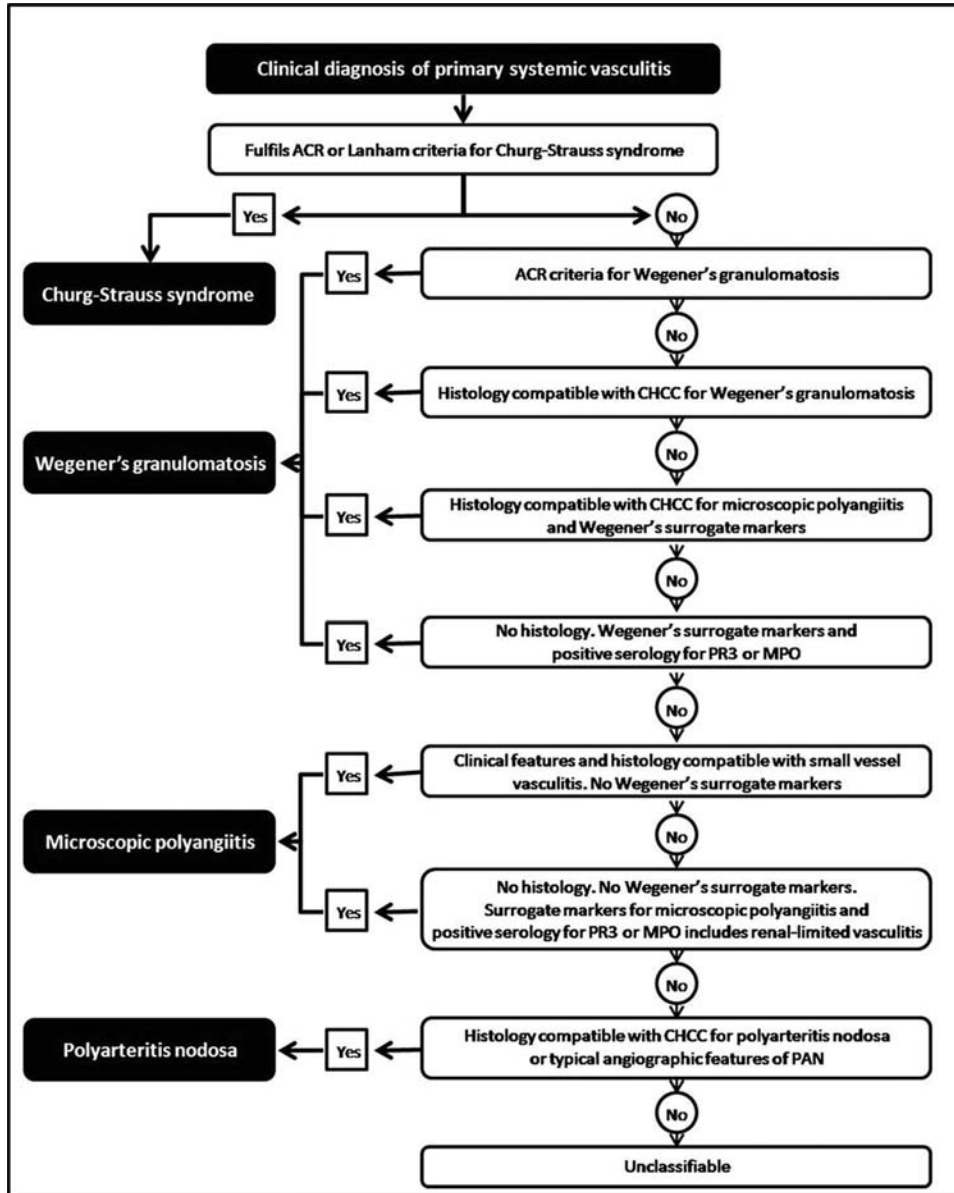 Clinical diagnosis of primary systemic vasculitis
Fulfils ACR or Lanham criteria for Churg-Strauss syndrome
Yes
No
Churg-Strauss syndrome
Yes
ACR criteria for Wegener's granulomatosis
No
Yes
Histology compatible with CHCC for Wegener's granulomatosis
No
Wegener's granulomatosis
Yes
Histology compatible with CHCC for microscopic polyangiitis
and Wegener's surrogate markers
No
Yes
No histology. Wegener's surrogate markers and
positive serology for PR3 or MPO
No
Yes
Clinical features and histology compatible with small vessel
vasculitis. No Wegener's surrogate markers
Microscopic polyangiitis
No
Yes
No histology. No Wegener's surrogate markers.
Surrogate markers for microscopic polyangiitis and
positive serology for PR3 or MPO includes renal-limited vasculitis
No
Polyarteritis nodosa
Yes
Histology compatible with CHCC for polyarteritis nodosa
or typical angiographic features of PAN
No
Unclassifiable